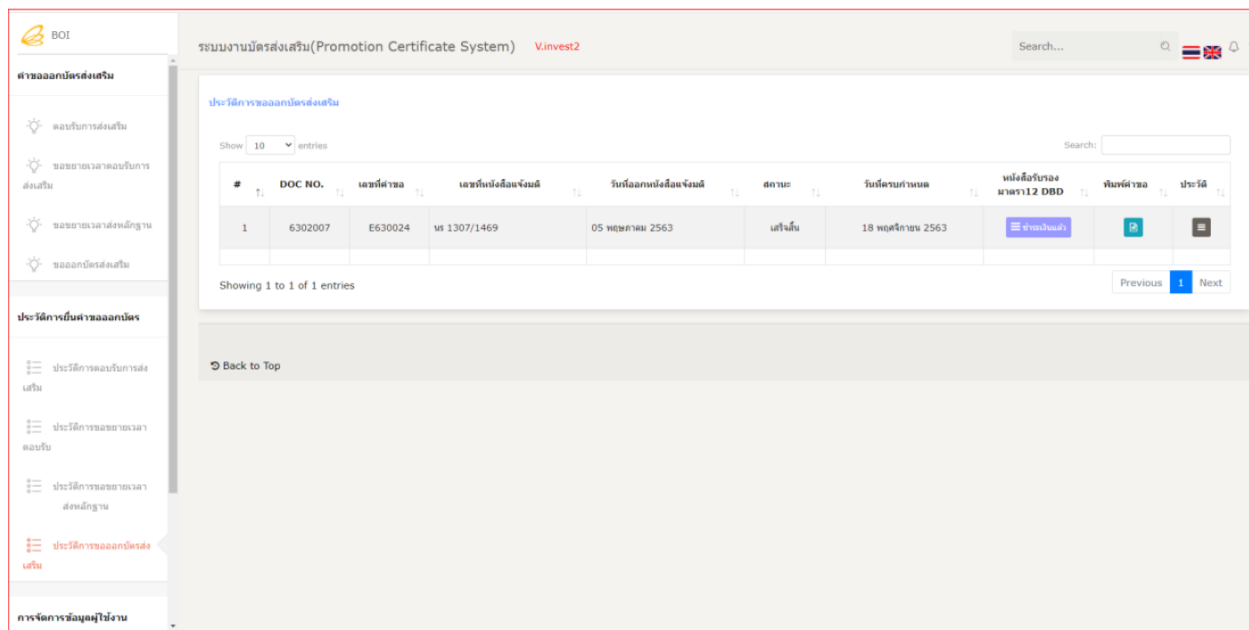 BOI
ระบบงานบัตรส่งเสริม(Promotion Certificate System) V.invest2
Search...
คำขอออกบัตรส่งเสริม
ตอบรับการส่งเสริม
ขอขยายเวลาตอบรับการ
ส่งเสริม
ขอขยายเวลาส่งหลักฐาน
ขอออกบัตรส่งเสริม
ประวัติการยื่นคำขอออกบัตร
ประวัติการตอบรับการส่ง
เสริม
ประวัติการขอขยายเวลา
ตอบรับ
ประวัติการขอขยายเวลา
ส่งหลักฐาน
ประวัติการขอออกบัตรส่ง
เสริม
การจัดการข้อมูลผู้ใช้งาน
ประวัติการขอออกบัตรส่งเสริม
Show 10 entries Search:
# DOC NO. เลขที่คำขอ เลขที่หนังสือแจ้งมติ วันที่ออกหนังสือแจ้งมติ สถานะ วันที่ครบกำหนด หนังสือรับรอง มาตรา12 DBD พิมพ์คำขอ ประวัติ
1 6302007 E630024 นร 1307/1469 05 พฤษภาคม 2563 เสร็จสิ้น 18 พฤศจิกายน 2563 ชำระเงินแล้ว
Showing 1 to 1 of 1 entries Previous 1 Next
Back to Top